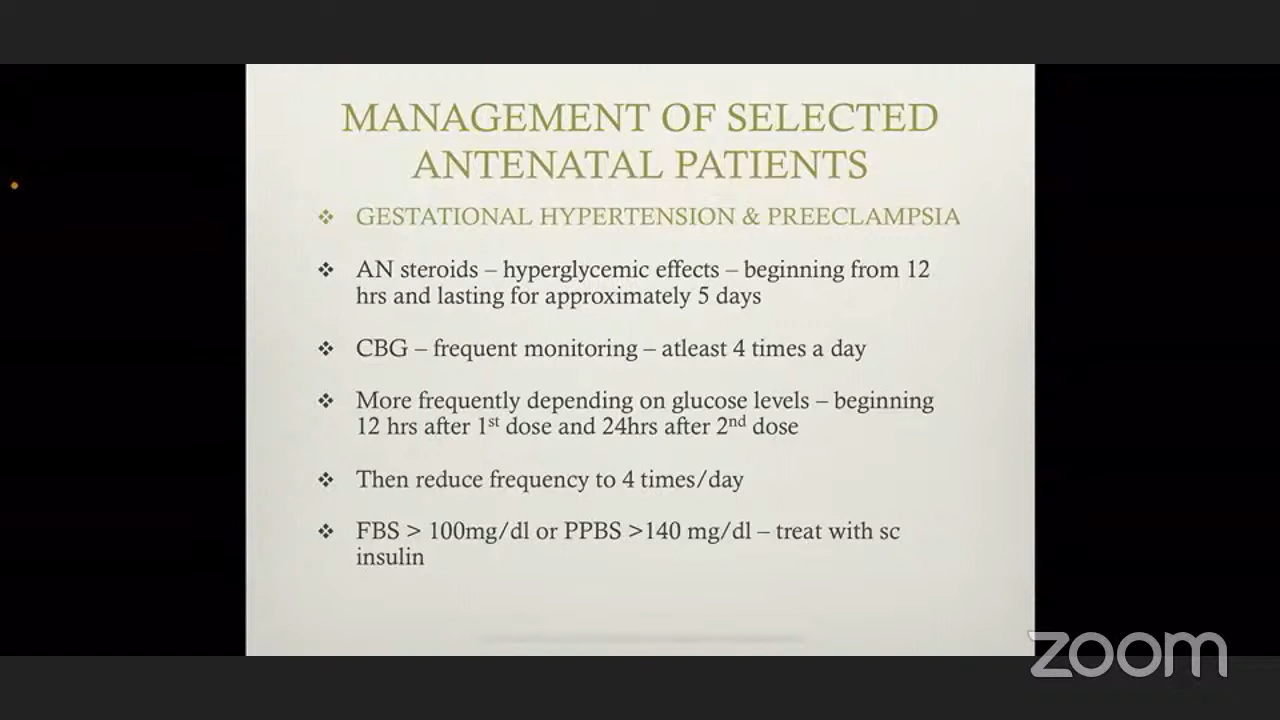 MANAGEMENT OF SELECTED
ANTENATAL PATIENTS
❖ GESTATIONAL HYPERTENSION & PREECLAMPSIA
❖ AN steroids – hyperglycemic effects – beginning from 12
hrs and lasting for approximately 5 days
❖ CBG – frequent monitoring – atleast 4 times a day
❖ More frequently depending on glucose levels – beginning
12 hrs after 1st dose and 24hrs after 2nd dose
❖ Then reduce frequency to 4 times/day
❖ FBS > 100mg/dl or PPBS >140 mg/dl – treat with sc
insulin
zoom